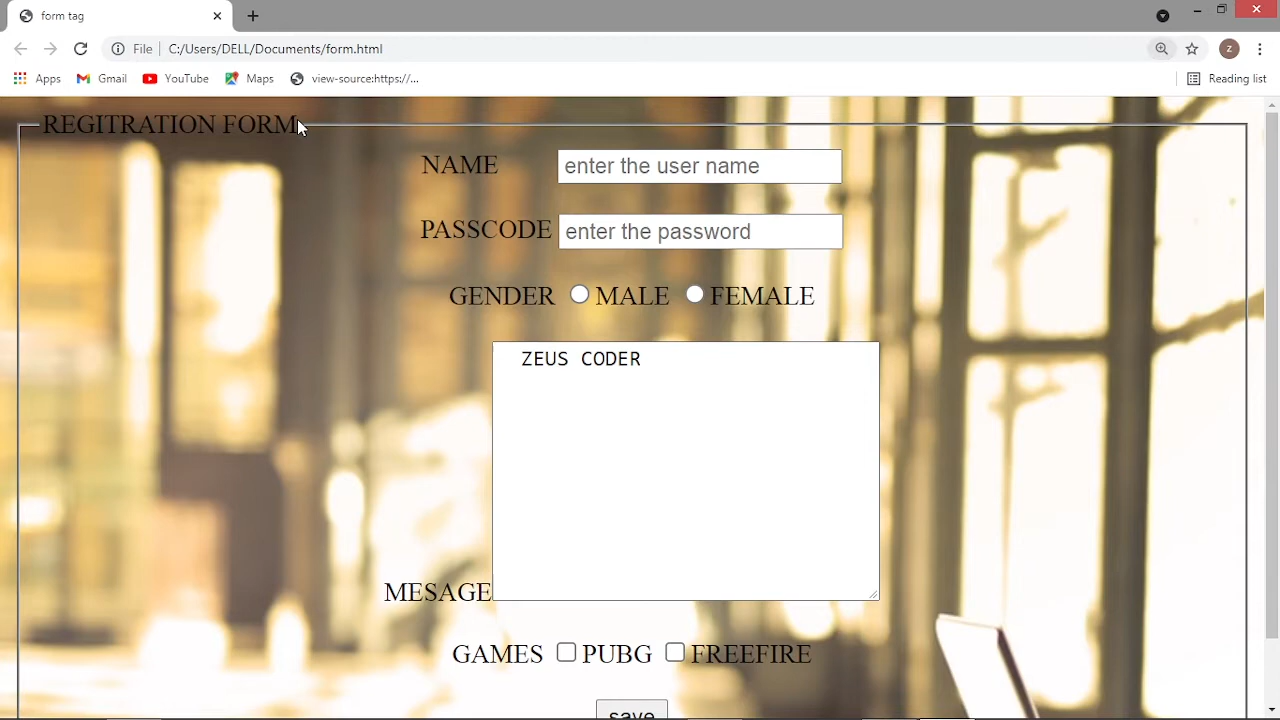 form tag
File C:/Users/DELL/Documents/form.html
z
Apps Gmail YouTube Maps view-source:https://... Reading list
REGITRATION FORM
NAME enter the user name
PASSCODE enter the password
GENDER MALE FEMALE
ZEUS CODER
MESAGE
GAMES PUBG FREEFIRE
save